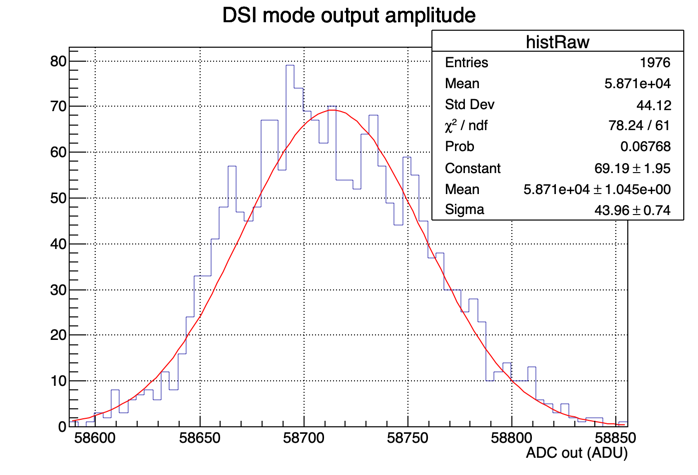 DSI mode output amplitude
histRaw
Entries 1976
Mean 5.871e+04
Std Dev 44.12
χ² / ndf 78.24 / 61
Prob 0.06768
Constant 69.19 ± 1.95
Mean 5.871e+04 ± 1.045e+00
Sigma 43.96 ± 0.74
80
70
60
50
40
30
20
10
0
58600 58650 58700 58750 58800 58850
ADC out (ADU)